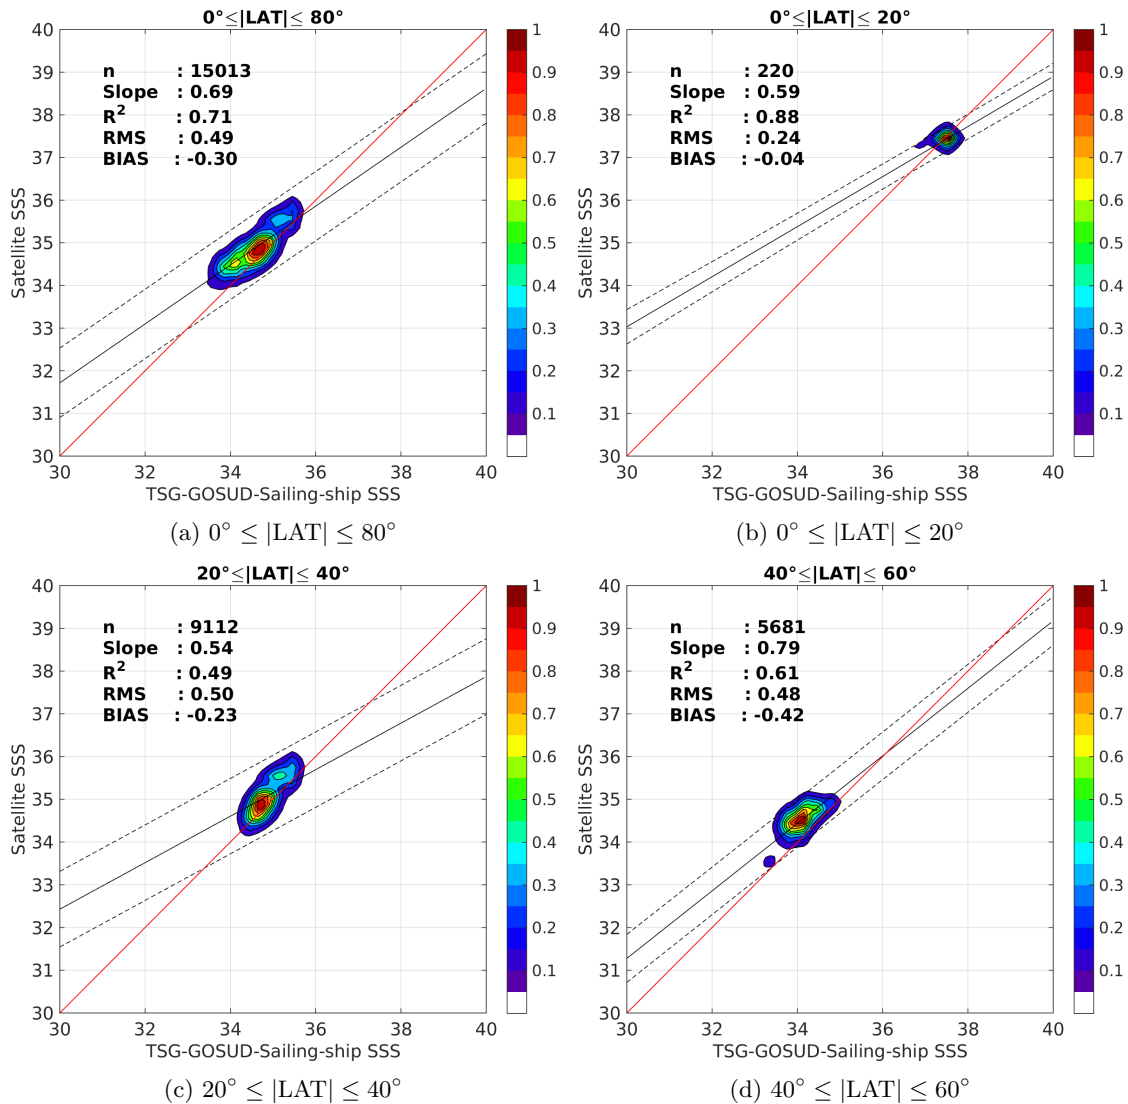 0°≤|LAT|≤ 80°
n : 15013
Slope : 0.69
R² : 0.71
RMS : 0.49
BIAS : -0.30
Satellite SSS
40
39
38
37
36
35
34
33
32
31
30
30 32 34 36 38 40
TSG-GOSUD-Sailing-ship SSS
1
0.9
0.8
0.7
0.6
0.5
0.4
0.3
0.2
0.1
(a) 0° ≤ |LAT| ≤ 80°
0°≤|LAT|≤ 20°
n : 220
Slope : 0.59
R² : 0.88
RMS : 0.24
BIAS : -0.04
Satellite SSS
40
39
38
37
36
35
34
33
32
31
30
30 32 34 36 38 40
TSG-GOSUD-Sailing-ship SSS
1
0.9
0.8
0.7
0.6
0.5
0.4
0.3
0.2
0.1
(b) 0° ≤ |LAT| ≤ 20°
20°≤|LAT|≤ 40°
n : 9112
Slope : 0.54
R² : 0.49
RMS : 0.50
BIAS : -0.23
Satellite SSS
40
39
38
37
36
35
34
33
32
31
30
30 32 34 36 38 40
TSG-GOSUD-Sailing-ship SSS
1
0.9
0.8
0.7
0.6
0.5
0.4
0.3
0.2
0.1
(c) 20° ≤ |LAT| ≤ 40°
40°≤|LAT|≤ 60°
n : 5681
Slope : 0.79
R² : 0.61
RMS : 0.48
BIAS : -0.42
Satellite SSS
40
39
38
37
36
35
34
33
32
31
30
30 32 34 36 38 40
TSG-GOSUD-Sailing-ship SSS
1
0.9
0.8
0.7
0.6
0.5
0.4
0.3
0.2
0.1
(d) 40° ≤ |LAT| ≤ 60°